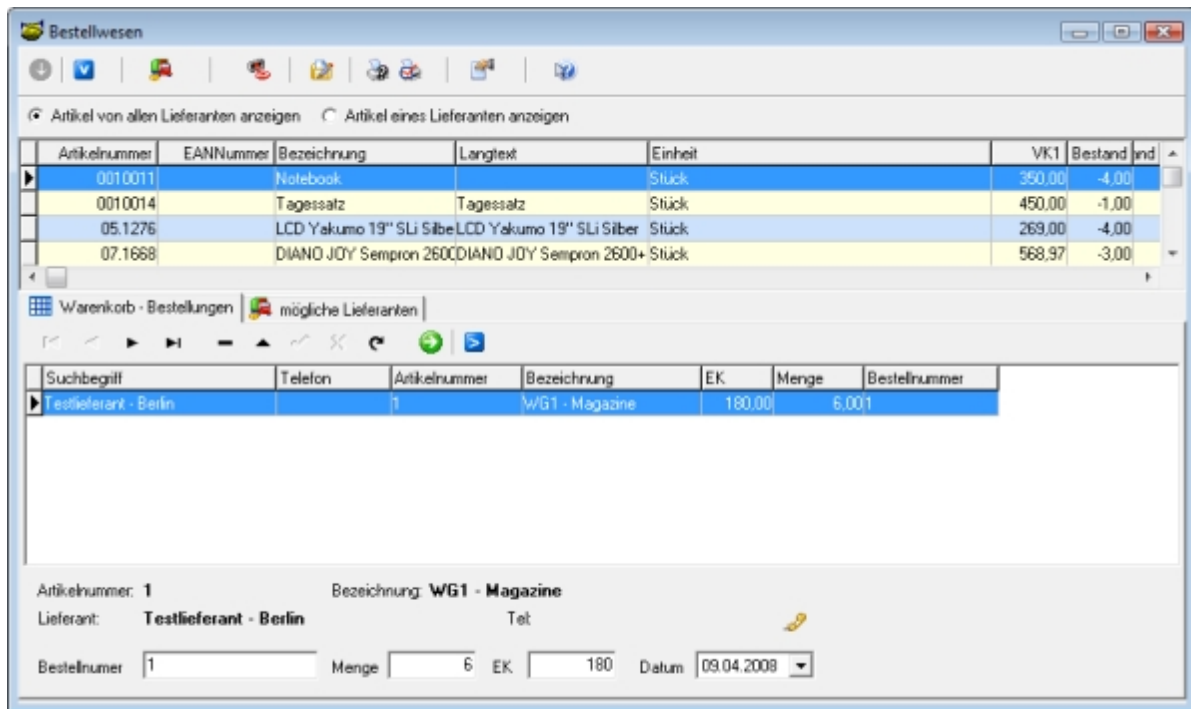 Bestellwesen
Artikel von allen Lieferanten anzeigen Artikel eines Lieferanten anzeigen
Artikelnummer EANNummer Bezeichnung Langtext Einheit VK1 Bestand and
0010011 Notebook Stück 350,00 -4,00
0010014 Tagessatz Tagessatz Stück 450,00 -1,00
05.1276 LCD Yakumo 19" SLi Silbe LCD Yakumo 19" SLi Silber Stück 269,00 -4,00
07.1668 DIANO JOY Sempron 2600 DIANO JOY Sempron 2600+ Stück 568,97 -3,00
Warenkorb - Bestellungen mögliche Lieferanten
Suchbegriff Telefon Artikelnummer Bezeichnung EK Menge Bestellnummer
Testlieferant - Berlin 1 WG1 - Magazine 180,00 6,00 1
Artikelnummer: 1 Bezeichnung: WG1 - Magazine
Lieferant: Testlieferant - Berlin Tel:
Bestellnumer 1 Menge 6 EK 180 Datum 09.04.2008